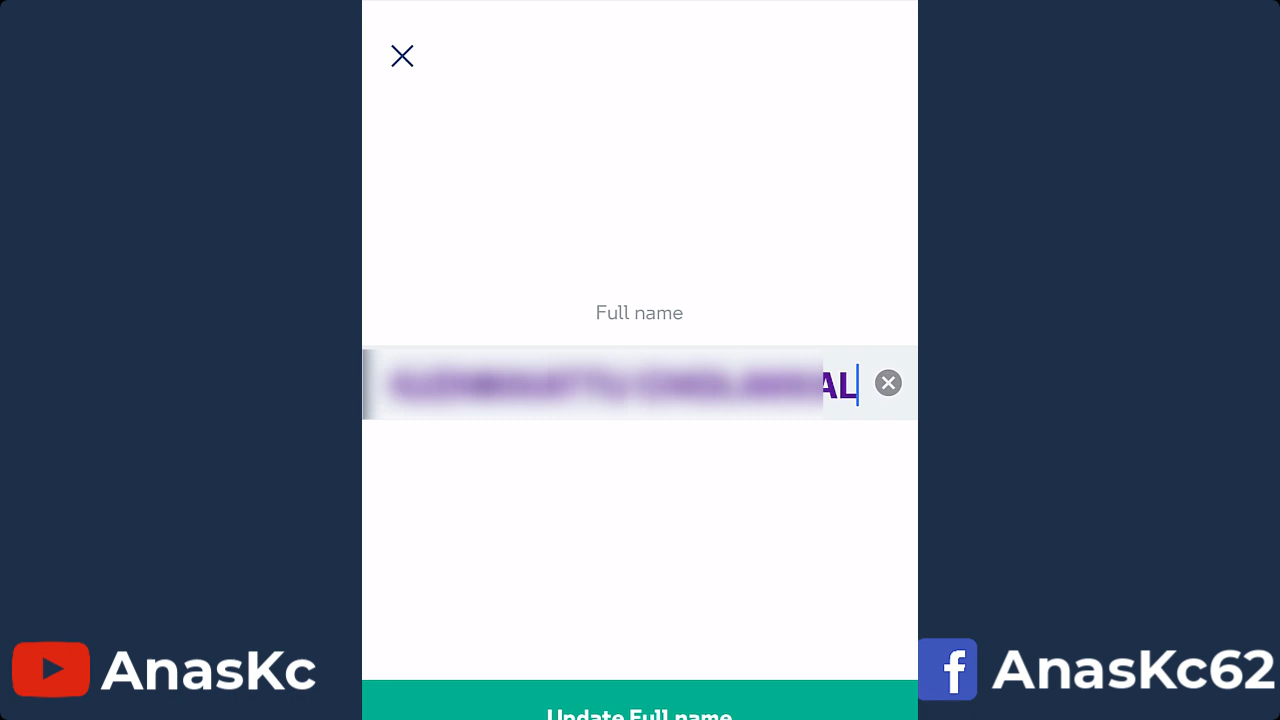 Full name
AL
AnasKc
AnasKc62
Update Full name